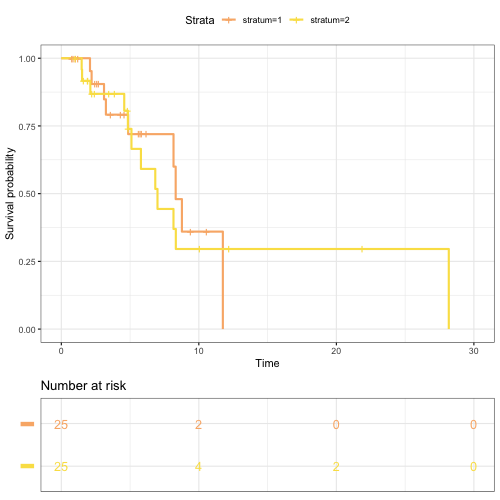 Strata stratum=1 stratum=2
1.00
0.75
0.50
0.25
0.00
Survival probability
0 10 20 30
Time
Number at risk
25 2 0 0
25 4 2 0